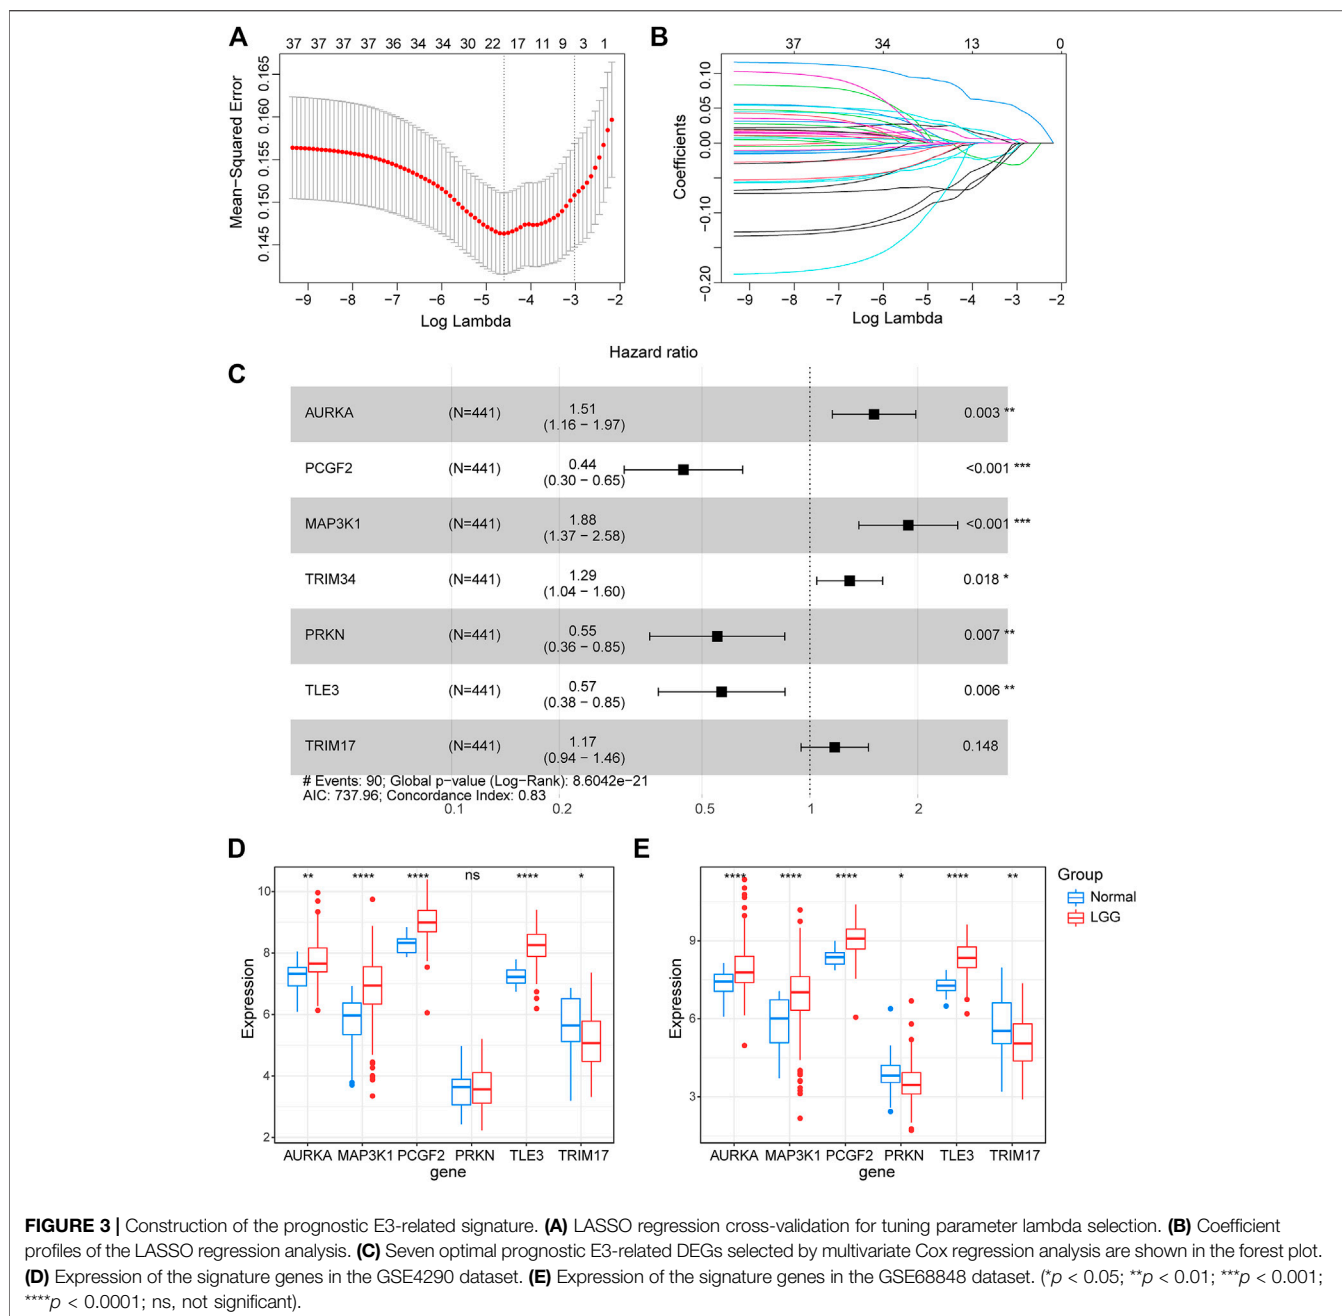 A
37 37 37 37 36 34 34 30 22 17 11 9 3 1
0.165
0.160
0.155
0.150
0.145
Mean−Squared Error
−9 −8 −7 −6 −5 −4 −3 −2
Log Lambda
B
37 34 13 0
0.10
0.05
0.00
−0.10
−0.20
Coefficients
−9 −8 −7 −6 −5 −4 −3 −2
Log Lambda
C
Hazard ratio
AURKA (N=441) 1.51 0.003 **
(1.16 − 1.97)
PCGF2 (N=441) 0.44 <0.001 ***
(0.30 − 0.65)
MAP3K1 (N=441) 1.88 <0.001 ***
(1.37 − 2.58)
TRIM34 (N=441) 1.29 0.018 *
(1.04 − 1.60)
PRKN (N=441) 0.55 0.007 **
(0.36 − 0.85)
TLE3 (N=441) 0.57 0.006 **
(0.38 − 0.85)
TRIM17 (N=441) 1.17 0.148
(0.94 − 1.46)
# Events: 90; Global p−value (Log−Rank): 8.6042e−21
AIC: 737.96; Concordance Index: 0.83
0.1 0.2 0.5 1 2
D
** **** **** ns **** *
10
8
6
4
2
Expression
AURKA MAP3K1 PCGF2 PRKN TLE3 TRIM17
gene
E
**** **** **** * **** **
9
6
3
Expression
AURKA MAP3K1 PCGF2 PRKN TLE3 TRIM17
gene
Group
Normal
LGG
FIGURE 3 | Construction of the prognostic E3-related signature. (A) LASSO regression cross-validation for tuning parameter lambda selection. (B) Coefficient
profiles of the LASSO regression analysis. (C) Seven optimal prognostic E3-related DEGs selected by multivariate Cox regression analysis are shown in the forest plot.
(D) Expression of the signature genes in the GSE4290 dataset. (E) Expression of the signature genes in the GSE68848 dataset. (*p < 0.05; **p < 0.01; ***p < 0.001;
****p < 0.0001; ns, not significant).